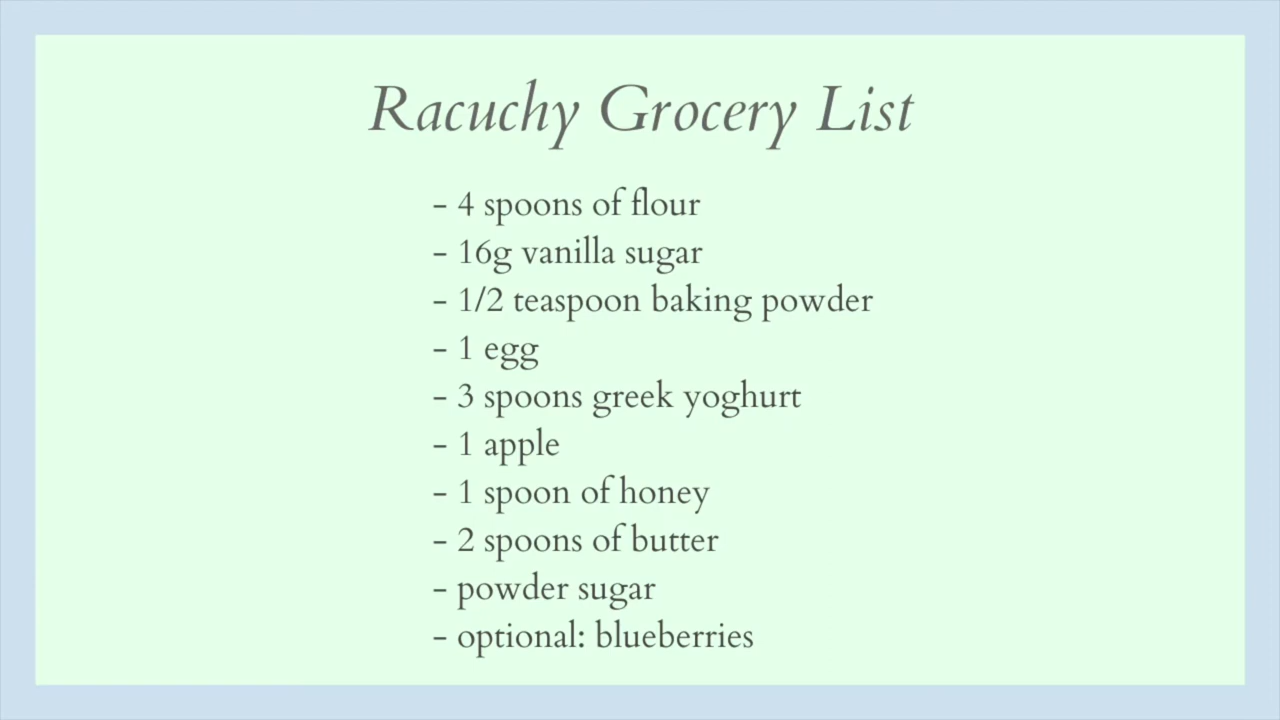 Racuchy Grocery List
- 4 spoons of flour
- 16g vanilla sugar
- 1/2 teaspoon baking powder
- 1 egg
- 3 spoons greek yoghurt
- 1 apple
- 1 spoon of honey
- 2 spoons of butter
- powder sugar
- optional: blueberries